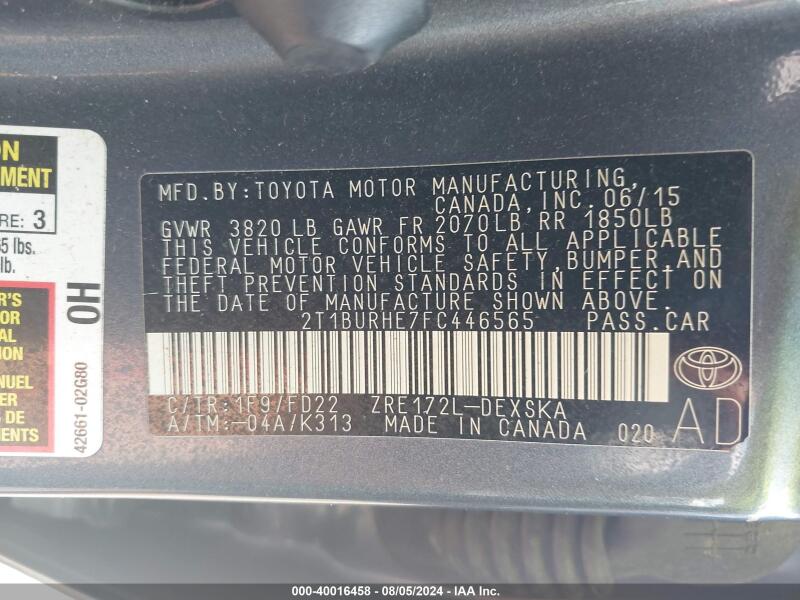 ON
EMENT
RE: 3
5 lbs.
lb.
R'S
OR
AL
TION
NUEL
ER
DE
MENTS
OH
42661-02G80
MFD.BY:TOYOTA MOTOR MANUFACTURING,
CANADA,INC. 06/15
GVWR 3820 LB GAWR FR 2070LB RR 1850LB
THIS VEHICLE CONFORMS TO ALL APPLICABLE
FEDERAL MOTOR VEHICLE SAFETY,BUMPER,AND
THEFT PREVENTION STANDARDS IN EFFECT ON
THE DATE OF MANUFACTURE SHOWN ABOVE.
2T1BURHE7FC446565 PASS.CAR
C/TR:1F9/FD22 ZRE172L-DEXSKA
A/TM:-04A/K313 MADE IN CANADA 020 AD
000-40016458 - 08/05/2024 - IAA Inc.